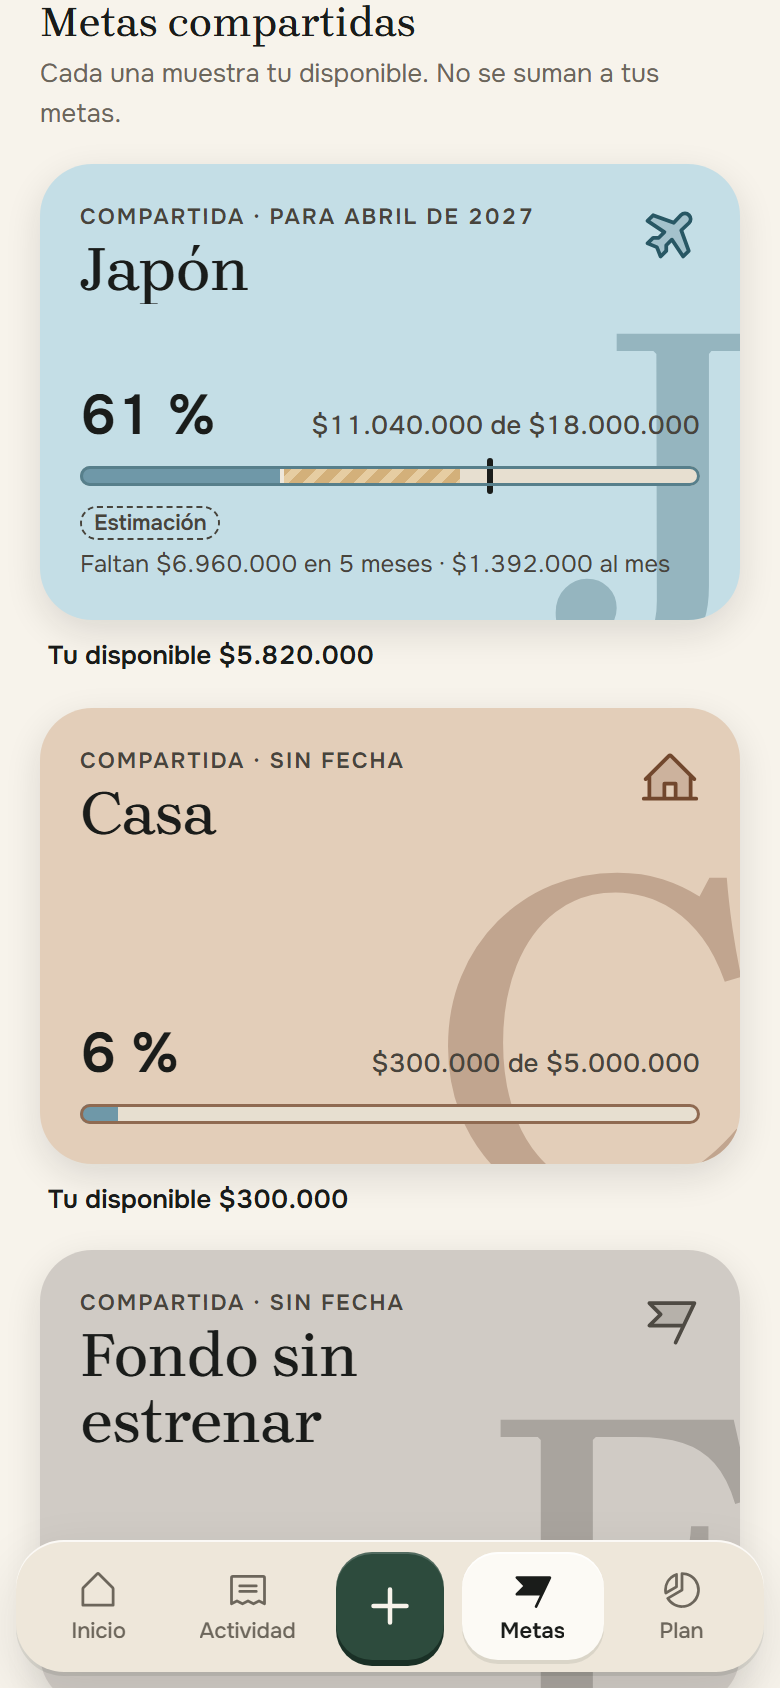 Metas compartidas
Cada una muestra tu disponible. No se suman a tus
metas.
COMPARTIDA · PARA ABRIL DE 2027
Japón
J
61 %
$11.040.000 de $18.000.000
Estimación
Faltan $6.960.000 en 5 meses · $1.392.000 al mes
Tu disponible $5.820.000
COMPARTIDA · SIN FECHA
Casa
C
6 %
$300.000 de $5.000.000
Tu disponible $300.000
COMPARTIDA · SIN FECHA
Fondo sin
estrenar
F
Inicio
Actividad
Metas
Plan